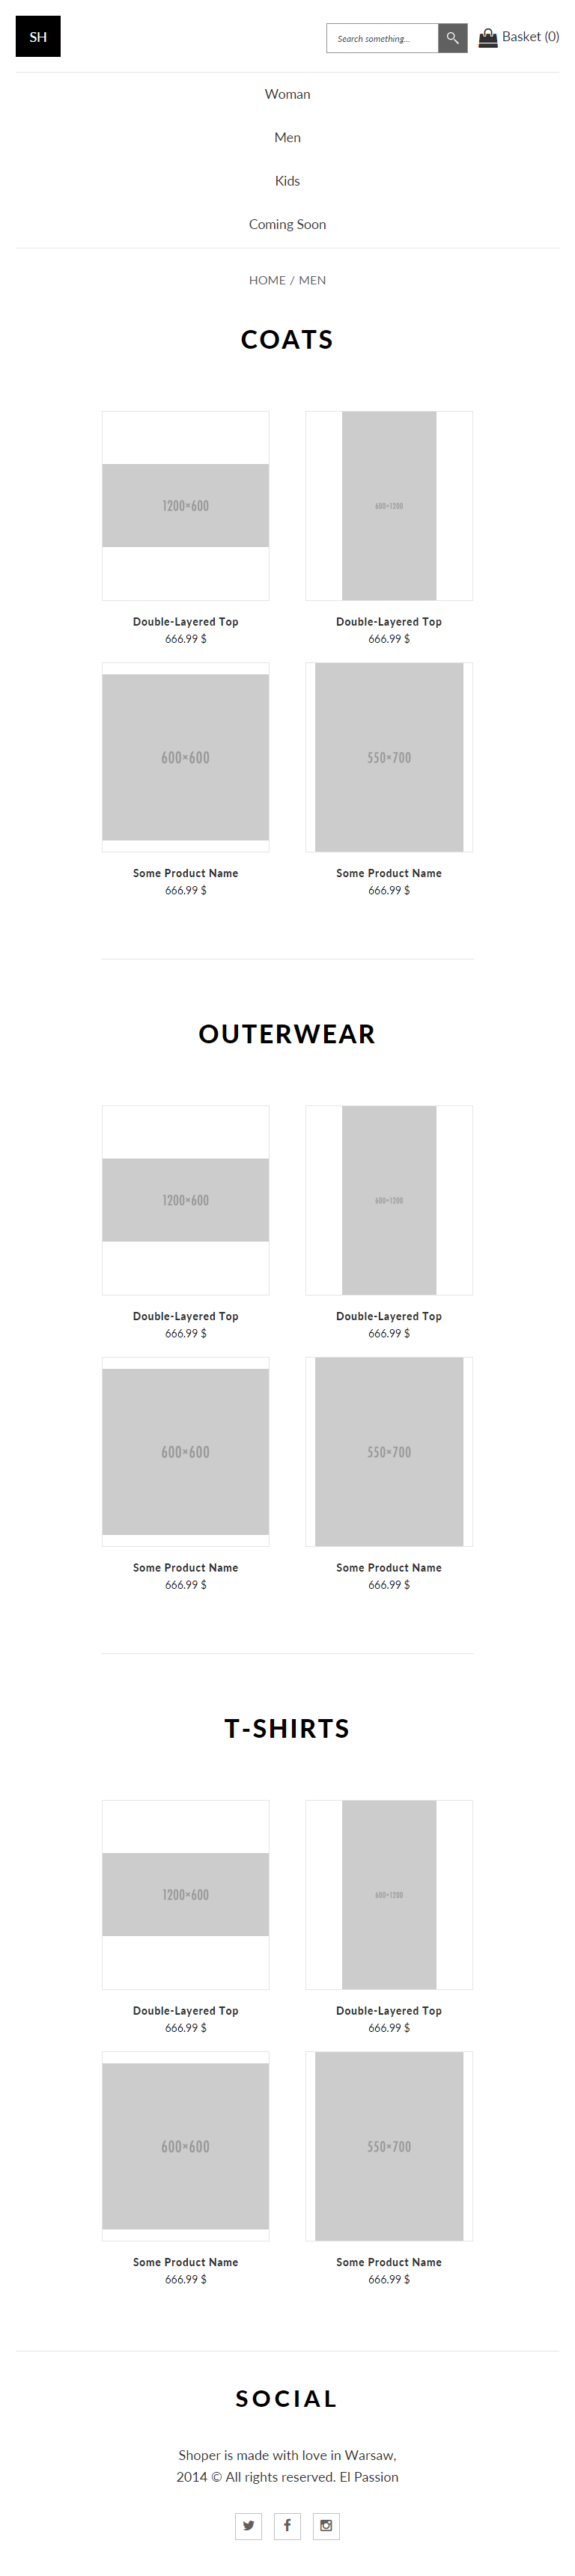 SH
Search something...
Basket (0)
Woman
Men
Kids
Coming Soon
HOME / MEN
COATS
1200×600
600×1200
Double-Layered Top
666.99 $
Double-Layered Top
666.99 $
600×600
550×700
Some Product Name
666.99 $
Some Product Name
666.99 $
OUTERWEAR
1200×600
600×1200
Double-Layered Top
666.99 $
Double-Layered Top
666.99 $
600×600
550×700
Some Product Name
666.99 $
Some Product Name
666.99 $
T-SHIRTS
1200×600
600×1200
Double-Layered Top
666.99 $
Double-Layered Top
666.99 $
600×600
550×700
Some Product Name
666.99 $
Some Product Name
666.99 $
SOCIAL
Shoper is made with love in Warsaw,
2014 © All rights reserved. El Passion